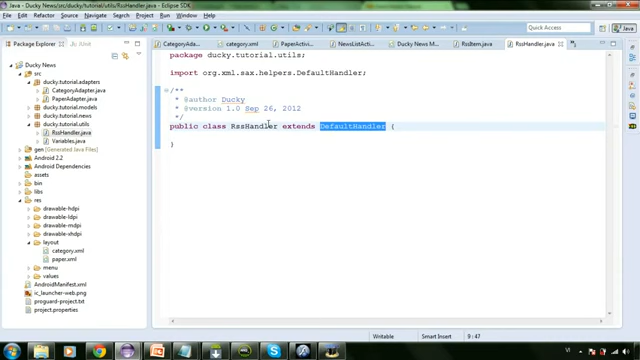 Java - Ducky News/src/ducky/tutorial/utils/RssHandler.java - Eclipse SDK
File Edit Source Refactor Navigate Search Project Run Window Help
Quick Access
Java
Package Explorer
CategoryAda...
category.xml
PaperActivi...
NewsListActi...
Ducky News M...
RssItem.java
RssHandler.java
Ducky News
src
ducky.tutorial.adapters
CategoryAdapter.java
PaperAdapter.java
ducky.tutorial.models
ducky.tutorial.news
ducky.tutorial.utils
RssHandler.java
Variables.java
gen [Generated Java Files]
Android 2.2
Android Dependencies
assets
bin
libs
res
drawable-hdpi
drawable-ldpi
drawable-mdpi
drawable-xhdpi
layout
category.xml
paper.xml
menu
values
AndroidManifest.xml
ic_launcher-web.png
proguard-project.txt
project.properties
package ducky.tutorial.utils;
import org.xml.sax.helpers.DefaultHandler;
/**
* @author Ducky
* @version 1.0 Sep 26, 2012
*/
public class RssHandler extends DefaultHandler {
}
Writable
Smart Insert
9 : 47
VI